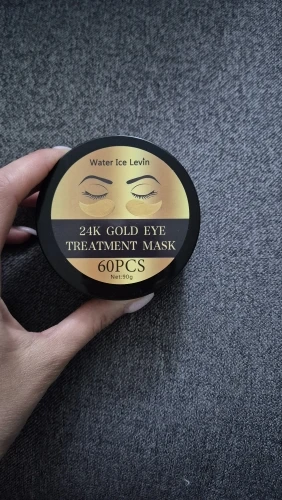 Water Ice Levin
24K GOLD EYE
TREATMENT MASK
60PCS
Net:90g